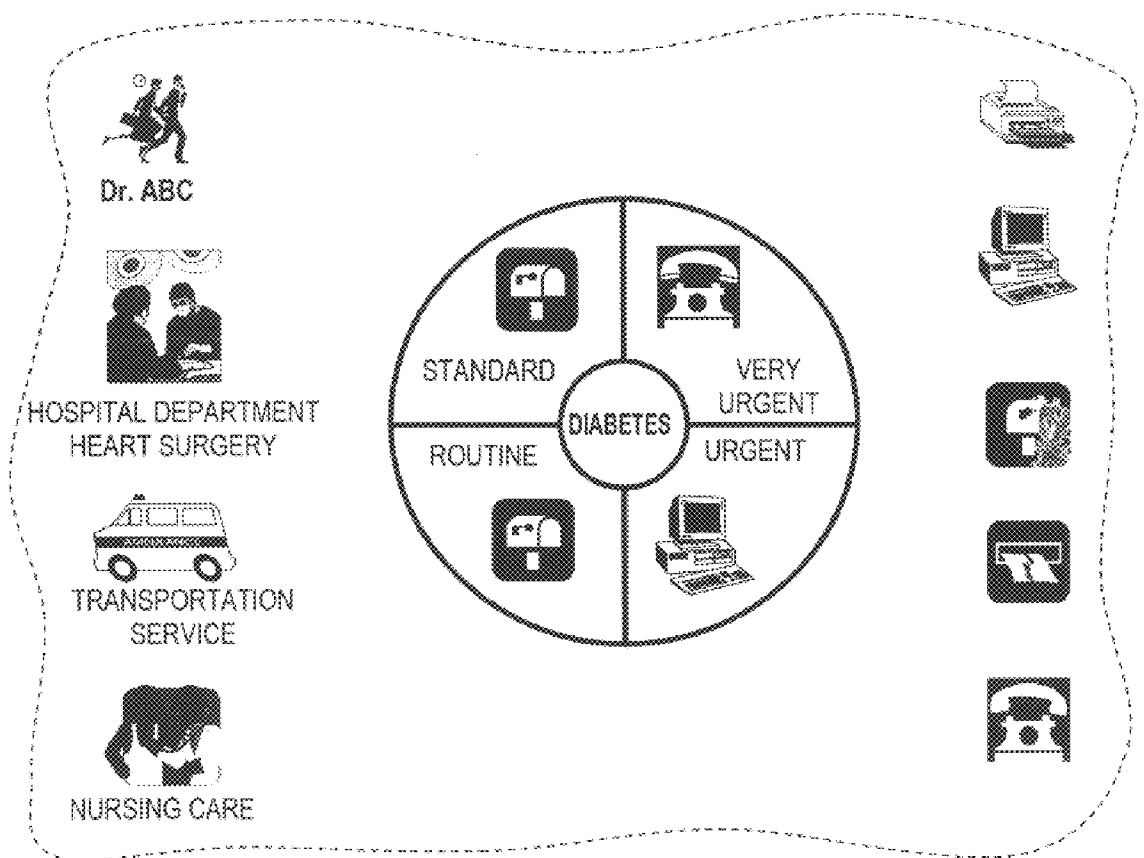 Dr. ABC
HOSPITAL DEPARTMENT
HEART SURGERY
TRANSPORTATION
SERVICE
NURSING CARE
STANDARD
VERY
URGENT
DIABETES
ROUTINE
URGENT